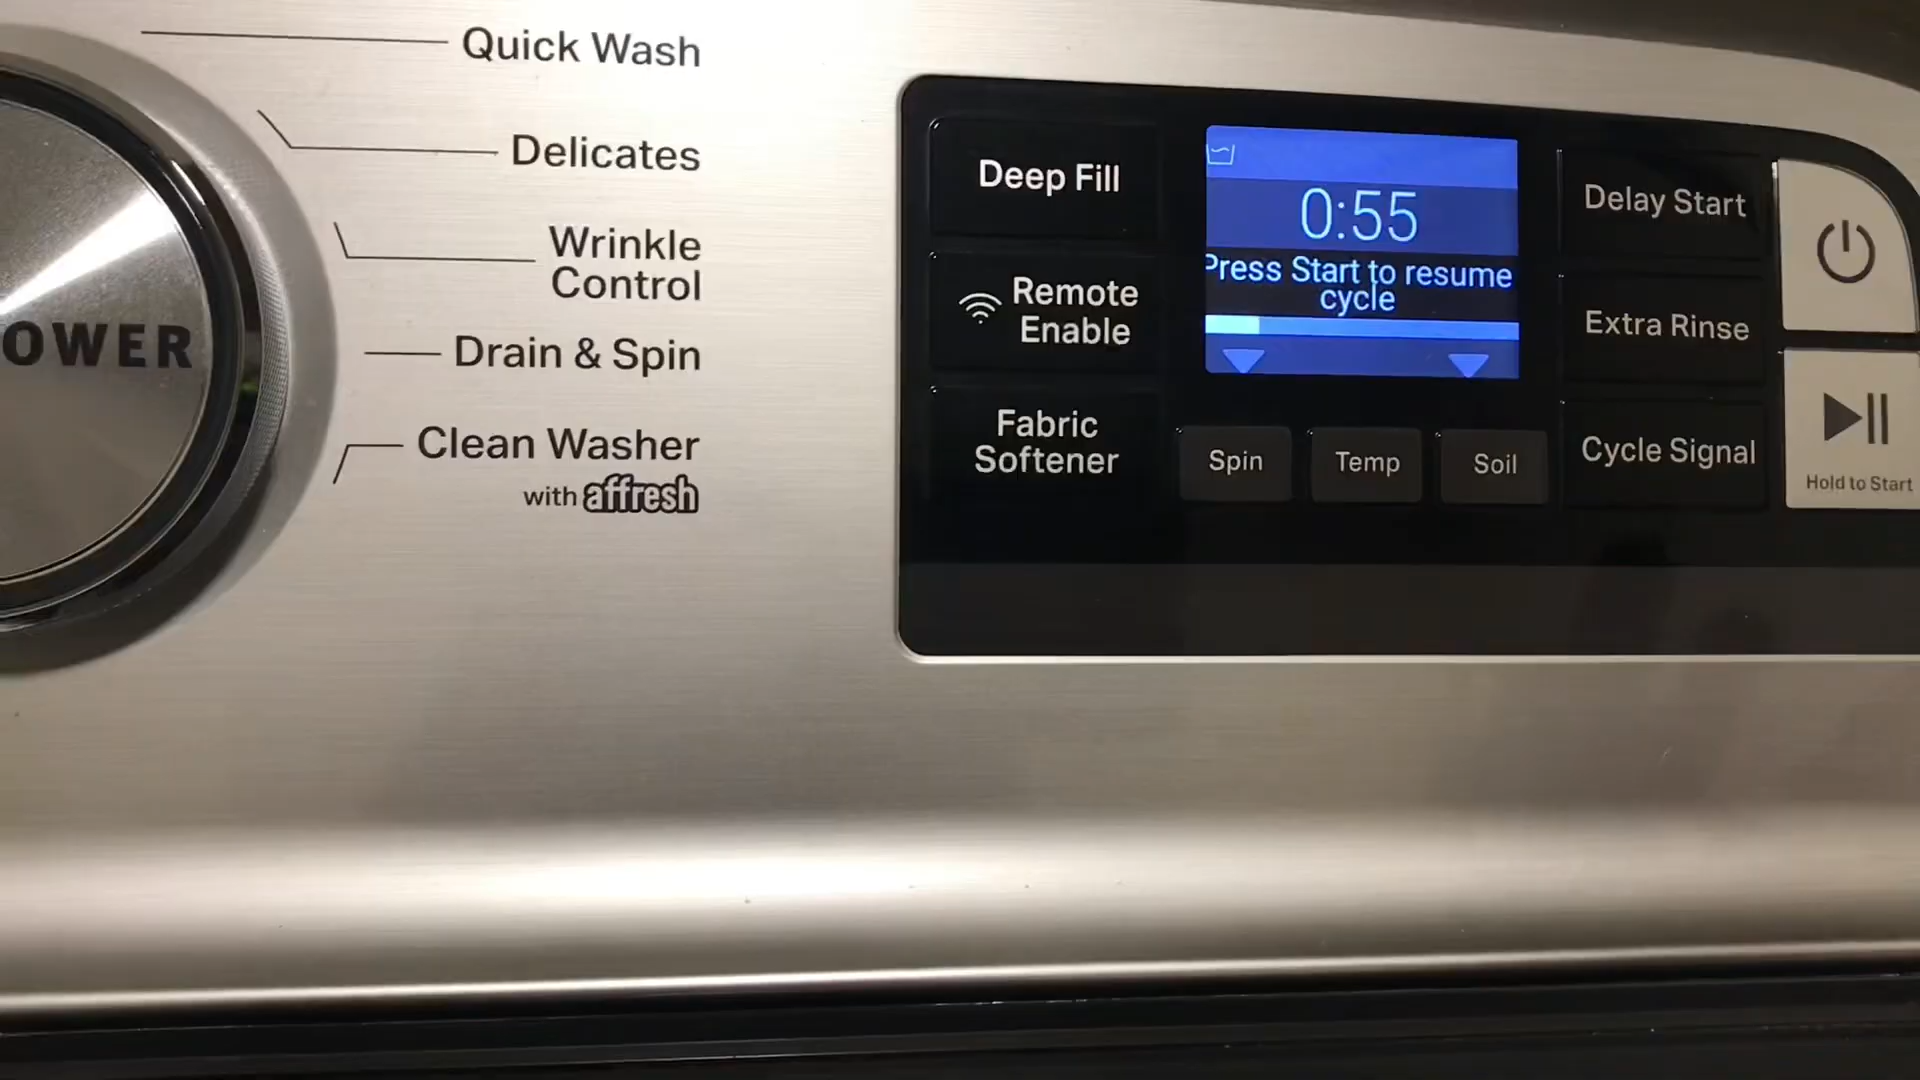 Quick Wash
Delicates
Wrinkle
Control
OWER
Drain & Spin
Clean Washer
with affresh
Deep Fill
Remote
Enable
Fabric
Softener
0:55
Press Start to resume
cycle
Spin
Temp
Soil
Delay Start
Extra Rinse
Cycle Signal
Hold to Start